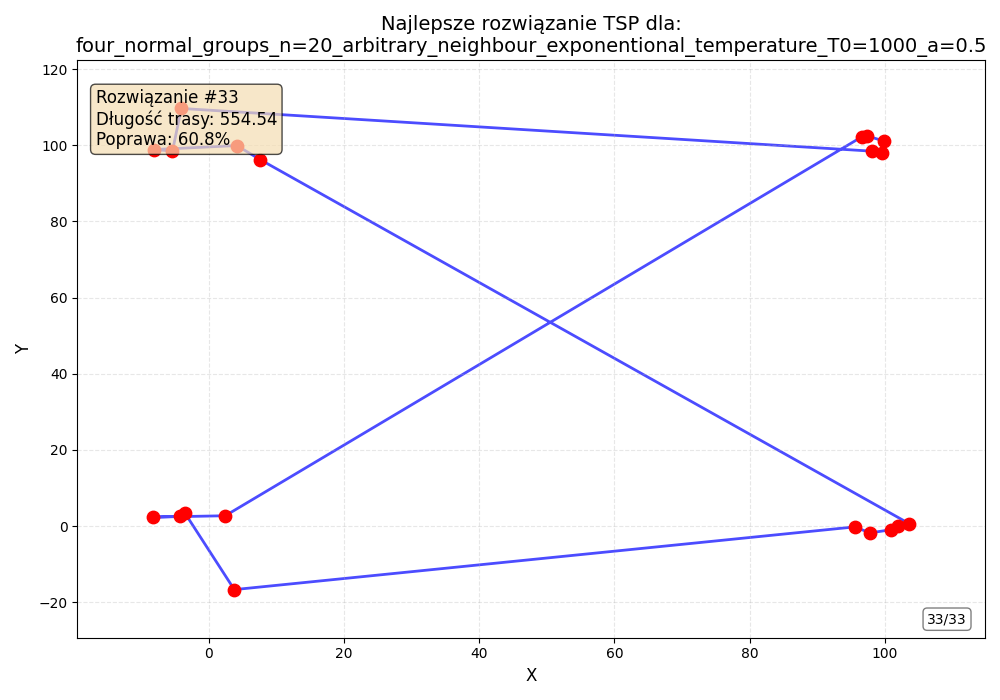 Najlepsze rozwiązanie TSP dla:
four_normal_groups_n=20_arbitrary_neighbour_exponentional_temperature_T0=1000_a=0.5
120
Rozwiązanie #33
Długość trasy: 554.54
Poprawa: 60.8%
100
80
60
Y
40
20
0
−20
33/33
0 20 40 60 80 100
X